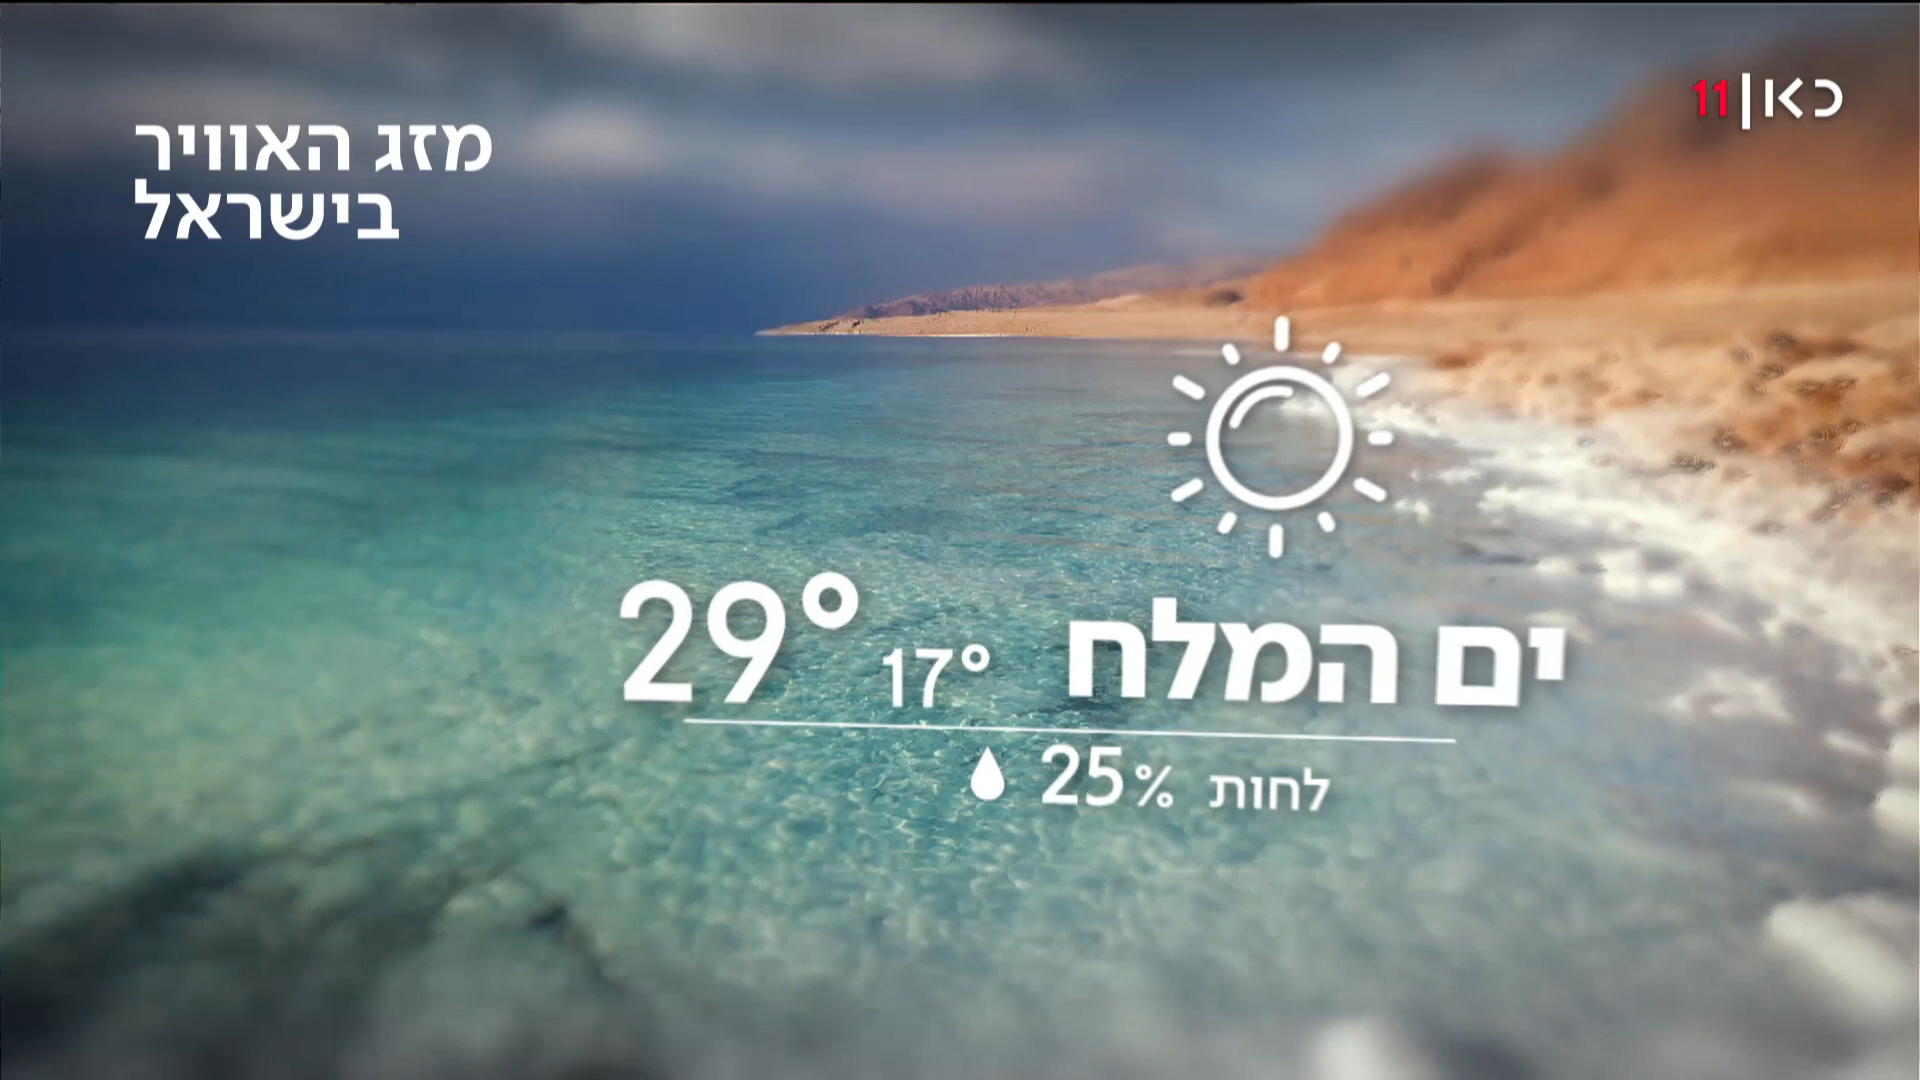 כאן|11
מזג האוויר
בישראל
ים המלח 17° 29°
לחות 25%